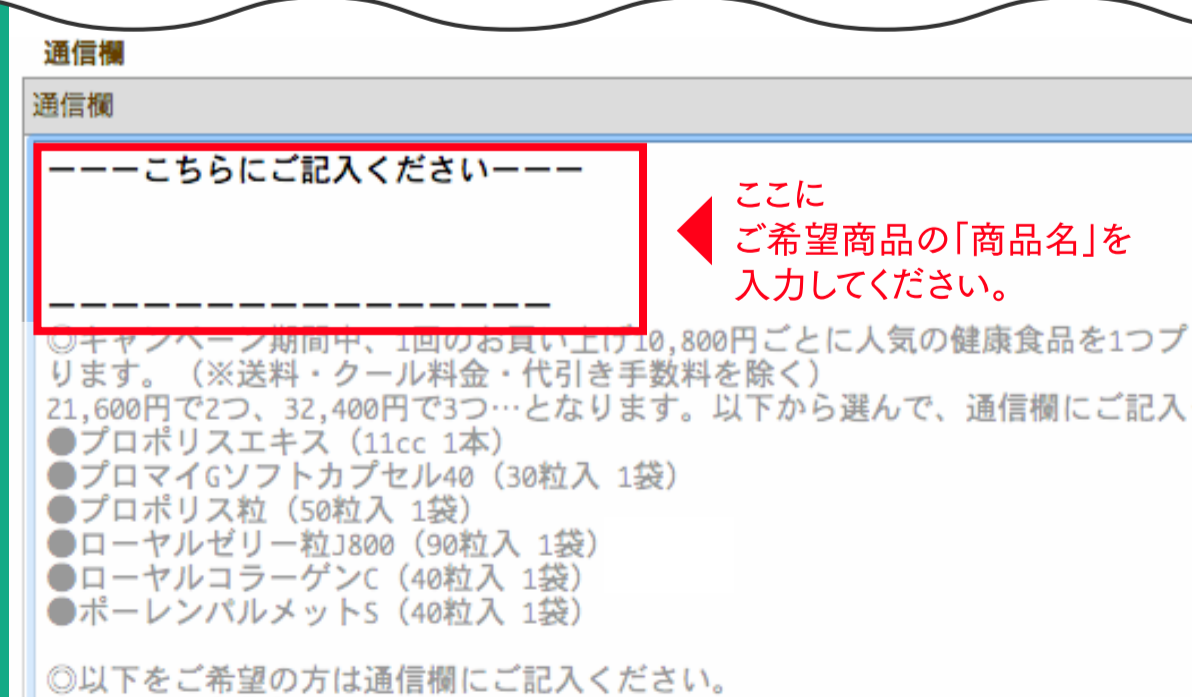 通信欄
通信欄
ーーーこちらにご記入くださいーーー
ここに
ご希望商品の「商品名」を
入力してください。
ーーーーーーーーーーーーーーーー
◎キャンペーン期間中、1回のお買い上げ10,800円ごとに人気の健康食品を1つプ
ります。（※送料・クール料金・代引き手数料を除く）
21,600円で2つ、32,400円で3つ…となります。以下から選んで、通信欄にご記入
●プロポリスエキス（11cc 1本）
●プロマイGソフトカプセル40（30粒入 1袋）
●プロポリス粒（50粒入 1袋）
●ローヤルゼリー粒J800（90粒入 1袋）
●ローヤルコラーゲンC（40粒入 1袋）
●ポーレンパルメットS（40粒入 1袋）
◎以下をご希望の方は通信欄にご記入ください。